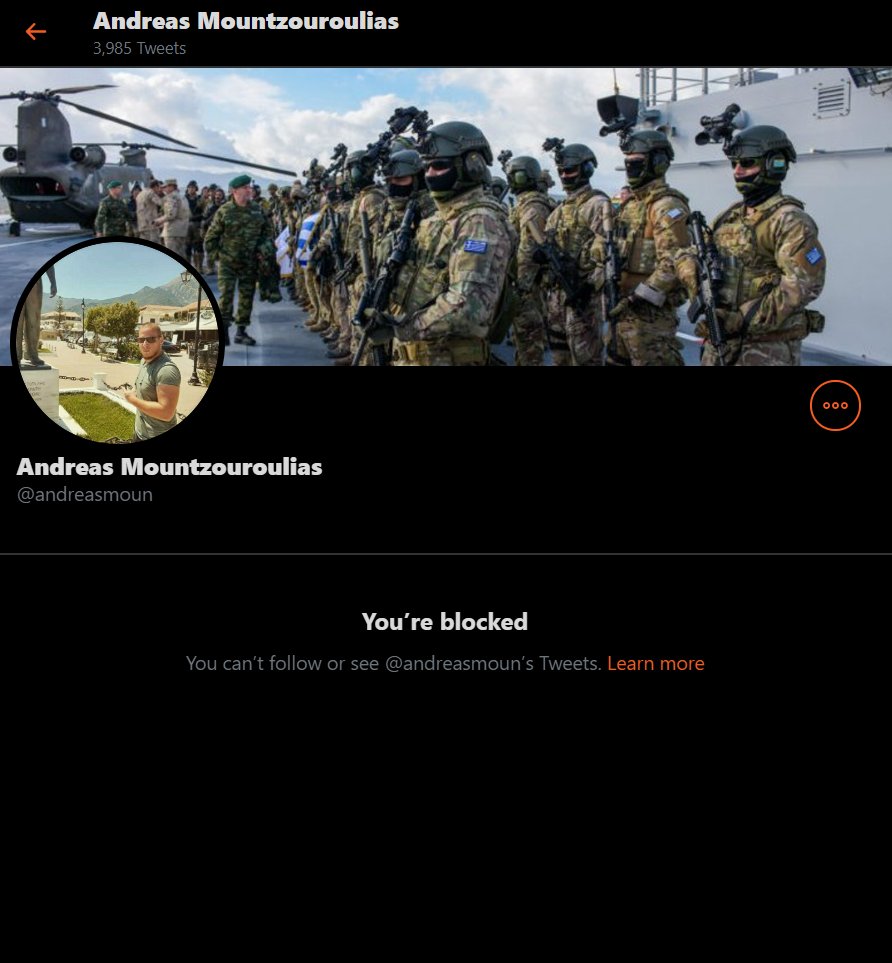 Andreas Mountzouroulias
3,985 Tweets
Andreas Mountzouroulias
@andreasmoun
You're blocked
You can't follow or see @andreasmoun's Tweets. Learn more